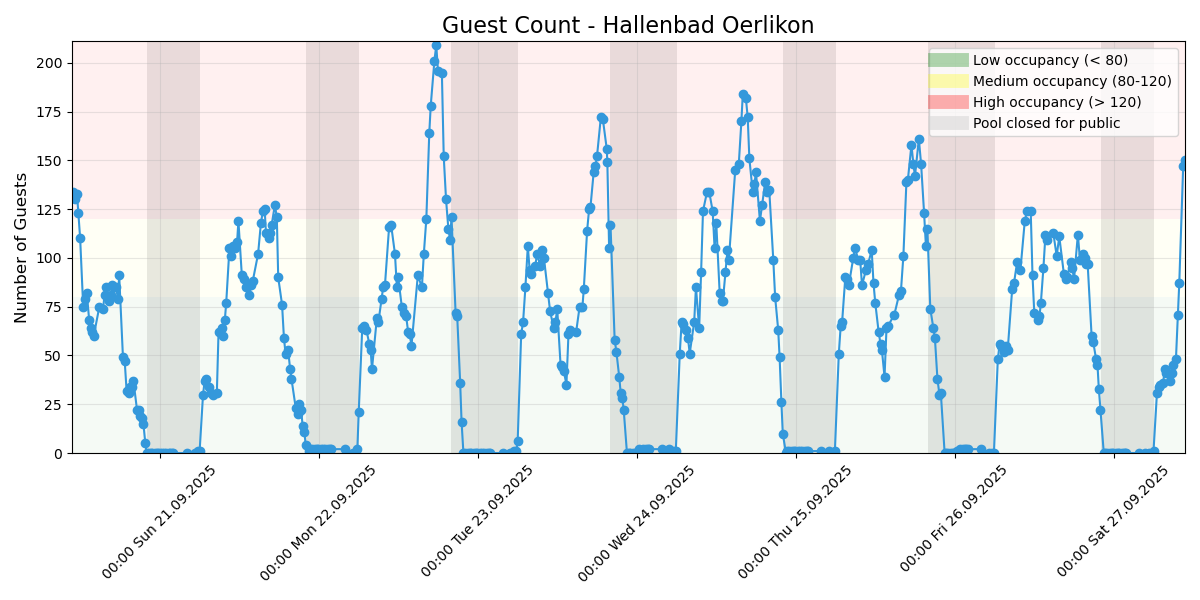 Guest Count - Hallenbad Oerlikon
Number of Guests
200
175
150
125
100
75
50
25
0
Low occupancy (< 80)
Medium occupancy (80-120)
High occupancy (> 120)
Pool closed for public
00:00 Sun 21.09.2025
00:00 Mon 22.09.2025
00:00 Tue 23.09.2025
00:00 Wed 24.09.2025
00:00 Thu 25.09.2025
00:00 Fri 26.09.2025
00:00 Sat 27.09.2025